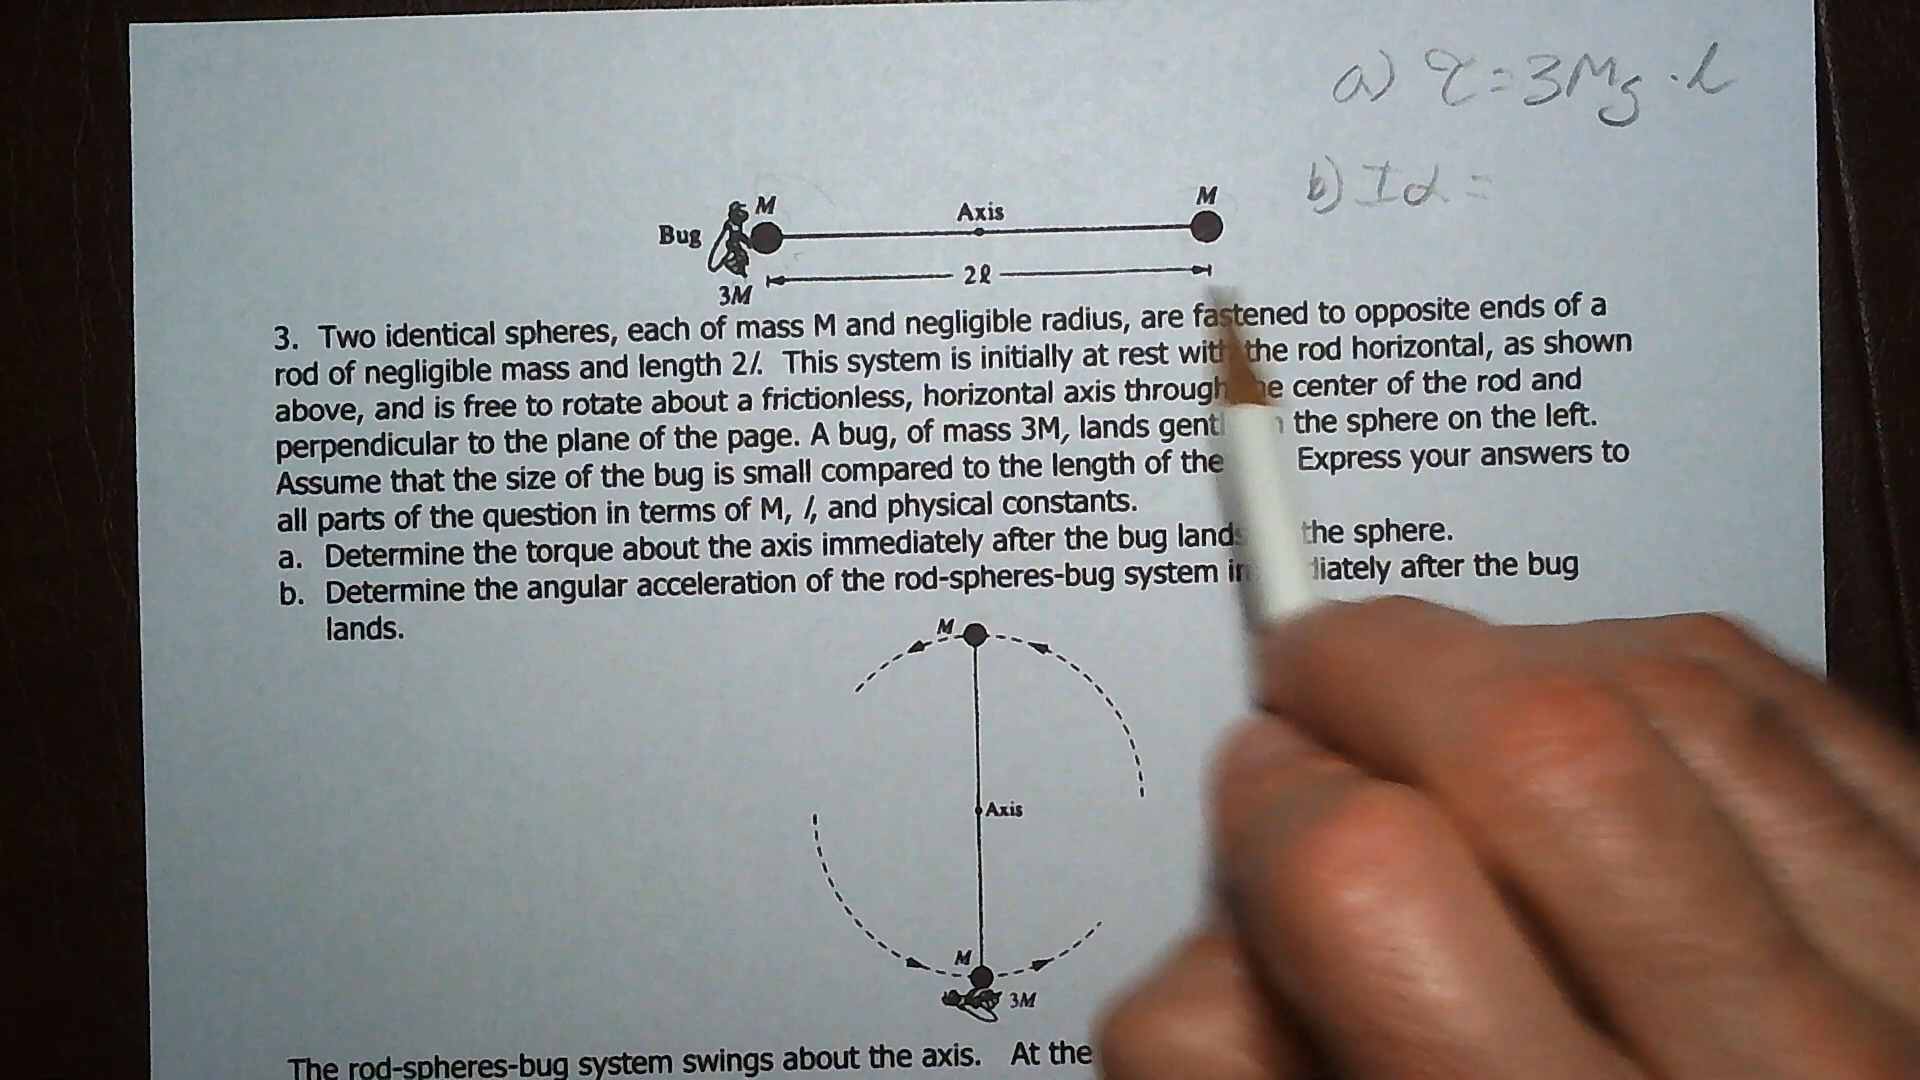 a) τ = 3Mg · l
b) Iα =
M
M
Axis
Bug
2ℓ
3M
3. Two identical spheres, each of mass M and negligible radius, are fastened to opposite ends of a
rod of negligible mass and length 2l. This system is initially at rest with the rod horizontal, as shown
above, and is free to rotate about a frictionless, horizontal axis through center of the rod and
perpendicular to the plane of the page. A bug, of mass 3M, lands the sphere on the left.
Assume that the size of the bug is small compared to the length of the Express your answers to
all parts of the question in terms of M, l, and physical constants.
a. Determine the torque about the axis immediately after the bug the sphere.
b. Determine the angular acceleration of the rod-spheres-bug system after the bug
lands.
M
Axis
M
3M
The rod-spheres-bug system swings about the axis. At the